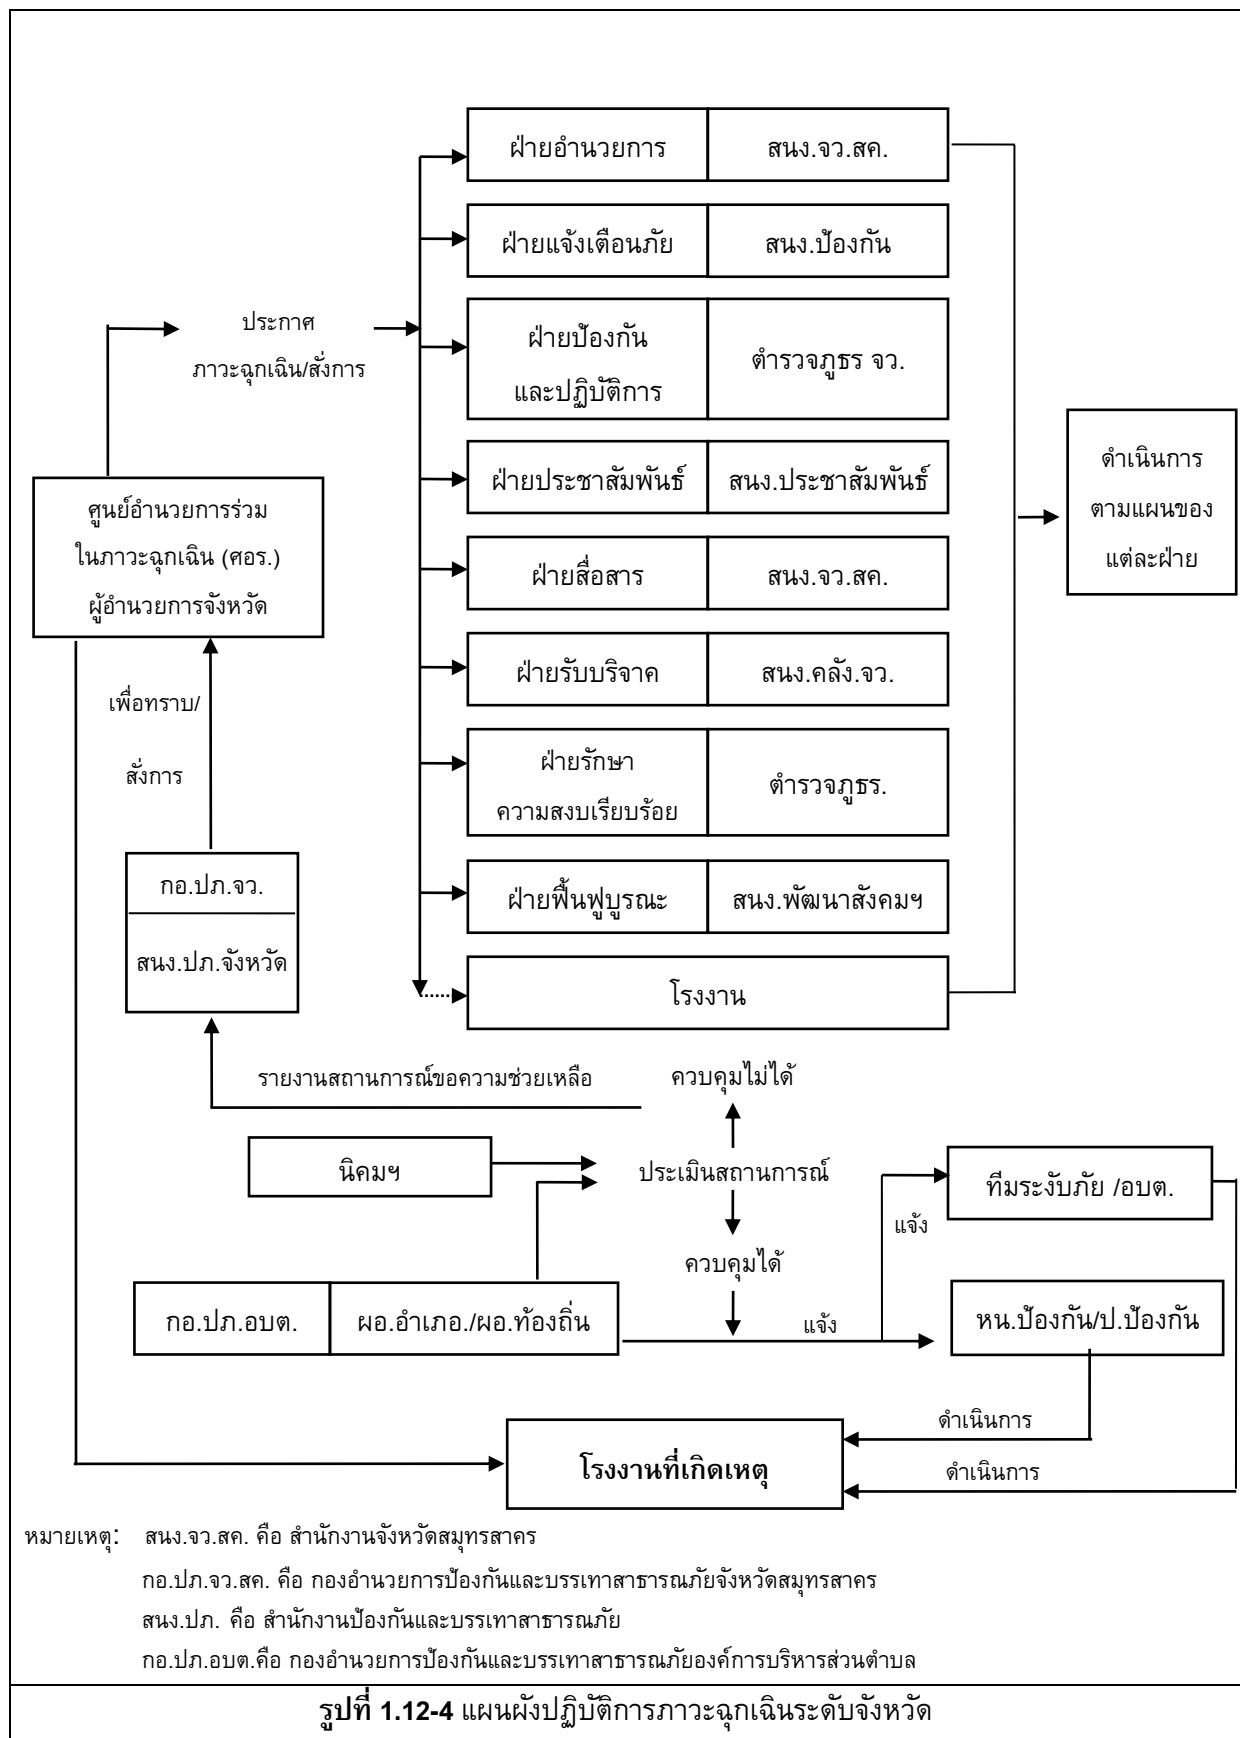 ฝ่ายอำนวยการ
สนง.จว.สค.
ฝ่ายแจ้งเตือนภัย
สนง.ป้องกัน
ประกาศ
ภาวะฉุกเฉิน/สั่งการ
ฝ่ายป้องกัน
และปฏิบัติการ
ตำรวจภูธร จว.
ฝ่ายประชาสัมพันธ์
สนง.ประชาสัมพันธ์
ดำเนินการ
ตามแผนของ
แต่ละฝ่าย
ศูนย์อำนวยการร่วม
ในภาวะฉุกเฉิน (ศอร.)
ผู้อำนวยการจังหวัด
ฝ่ายสื่อสาร
สนง.จว.สค.
ฝ่ายรับบริจาค
สนง.คลัง.จว.
เพื่อทราบ/
สั่งการ
ฝ่ายรักษา
ความสงบเรียบร้อย
ตำรวจภูธร.
กอ.ปภ.จว.
สนง.ปภ.จังหวัด
ฝ่ายฟื้นฟูบูรณะ
สนง.พัฒนาสังคมฯ
โรงงาน
รายงานสถานการณ์ขอความช่วยเหลือ
ควบคุมไม่ได้
นิคมฯ
ประเมินสถานการณ์
ทีมระงับภัย /อบต.
แจ้ง
ควบคุมได้
กอ.ปภ.อบต.
ผอ.อำเภอ./ผอ.ท้องถิ่น
แจ้ง
หน.ป้องกัน/ป.ป้องกัน
ดำเนินการ
โรงงานที่เกิดเหตุ
ดำเนินการ
หมายเหตุ: สนง.จว.สค. คือ สำนักงานจังหวัดสมุทรสาคร
กอ.ปภ.จว.สค. คือ กองอำนวยการป้องกันและบรรเทาสาธารณภัยจังหวัดสมุทรสาคร
สนง.ปภ. คือ สำนักงานป้องกันและบรรเทาสาธารณภัย
กอ.ปภ.อบต.คือ กองอำนวยการป้องกันและบรรเทาสาธารณภัยองค์การบริหารส่วนตำบล
รูปที่ 1.12-4 แผนผังปฏิบัติการภาวะฉุกเฉินระดับจังหวัด